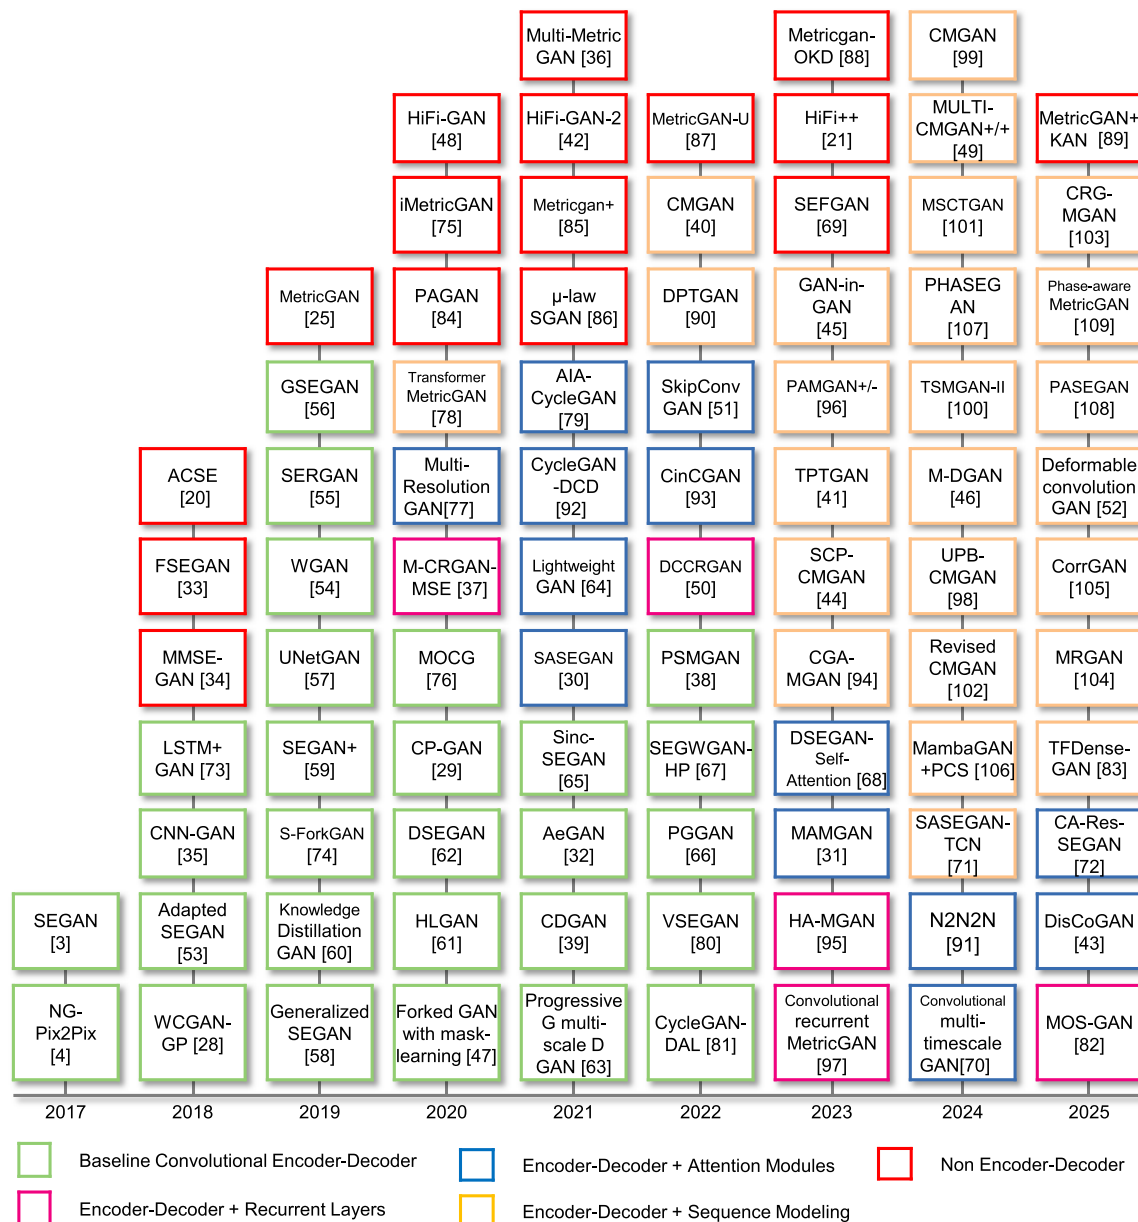 Multi-Metric
GAN [36]
Metricgan-
OKD [88]
CMGAN
[99]
HiFi-GAN
[48]
HiFi-GAN-2
[42]
MetricGAN-U
[87]
HiFi++
[21]
MULTI-
CMGAN+/+
[49]
MetricGAN+
KAN [89]
iMetricGAN
[75]
Metricgan+
[85]
CMGAN
[40]
SEFGAN
[69]
MSCTGAN
[101]
CRG-
MGAN
[103]
MetricGAN
[25]
PAGAN
[84]
µ-law
SGAN [86]
DPTGAN
[90]
GAN-in-
GAN
[45]
PHASEG
AN
[107]
Phase-aware
MetricGAN
[109]
GSEGAN
[56]
Transformer
MetricGAN
[78]
AIA-
CycleGAN
[79]
SkipConv
GAN [51]
PAMGAN+/-
[96]
TSMGAN-II
[100]
PASEGAN
[108]
ACSE
[20]
SERGAN
[55]
Multi-
Resolution
GAN[77]
CycleGAN
-DCD
[92]
CinCGAN
[93]
TPTGAN
[41]
M-DGAN
[46]
Deformable
convolution
GAN [52]
FSEGAN
[33]
WGAN
[54]
M-CRGAN-
MSE [37]
Lightweight
GAN [64]
DCCRGAN
[50]
SCP-
CMGAN
[44]
UPB-
CMGAN
[98]
CorrGAN
[105]
MMSE-
GAN [34]
UNetGAN
[57]
MOCG
[76]
SASEGAN
[30]
PSMGAN
[38]
CGA-
MGAN [94]
Revised
CMGAN
[102]
MRGAN
[104]
LSTM+
GAN [73]
SEGAN+
[59]
CP-GAN
[29]
Sinc-
SEGAN
[65]
SEGWGAN-
HP [67]
DSEGAN-
Self-
Attention [68]
MambaGAN
+PCS [106]
TFDense-
GAN [83]
CNN-GAN
[35]
S-ForkGAN
[74]
DSEGAN
[62]
AeGAN
[32]
PGGAN
[66]
MAMGAN
[31]
SASEGAN-
TCN
[71]
CA-Res-
SEGAN
[72]
SEGAN
[3]
Adapted
SEGAN
[53]
Knowledge
Distillation
GAN [60]
HLGAN
[61]
CDGAN
[39]
VSEGAN
[80]
HA-MGAN
[95]
N2N2N
[91]
DisCoGAN
[43]
NG-
Pix2Pix
[4]
WCGAN-
GP [28]
Generalized
SEGAN
[58]
Forked GAN
with mask-
learning [47]
Progressive
G multi-
scale D
GAN [63]
CycleGAN-
DAL [81]
Convolutional
recurrent
MetricGAN
[97]
Convolutional
multi-
timescale
GAN[70]
MOS-GAN
[82]
2017 2018 2019 2020 2021 2022 2023 2024 2025
Baseline Convolutional Encoder-Decoder
Encoder-Decoder + Attention Modules
Non Encoder-Decoder
Encoder-Decoder + Recurrent Layers
Encoder-Decoder + Sequence Modeling